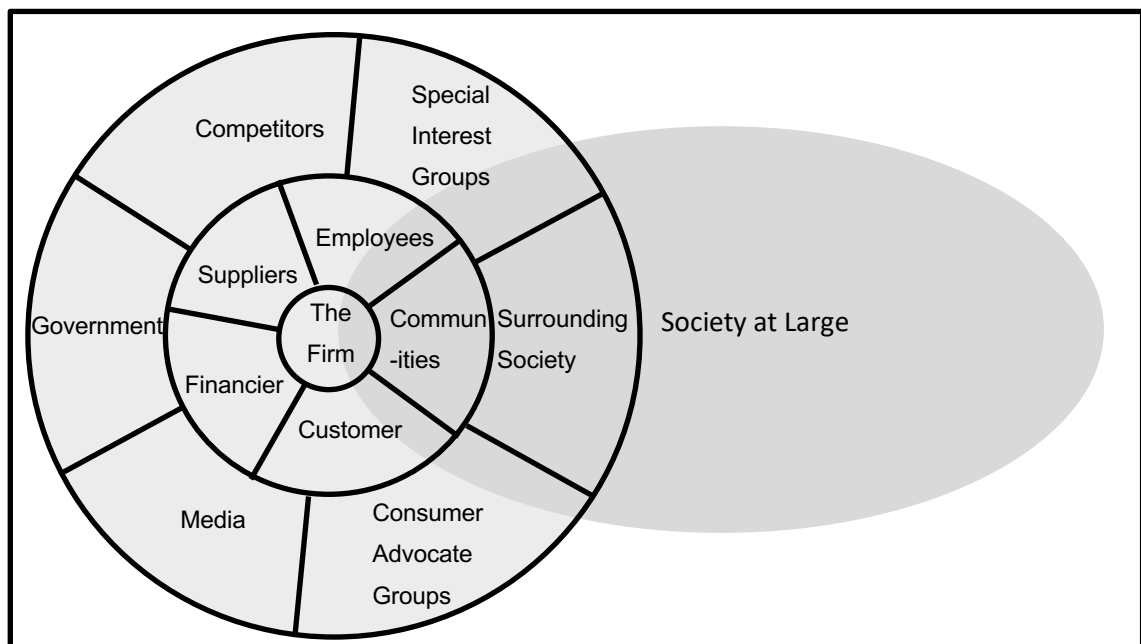 Special
Interest
Groups
Competitors
Employees
Suppliers
The
Firm
Commun
-ities
Surrounding
Society
Society at Large
Government
Financier
Customer
Media
Consumer
Advocate
Groups